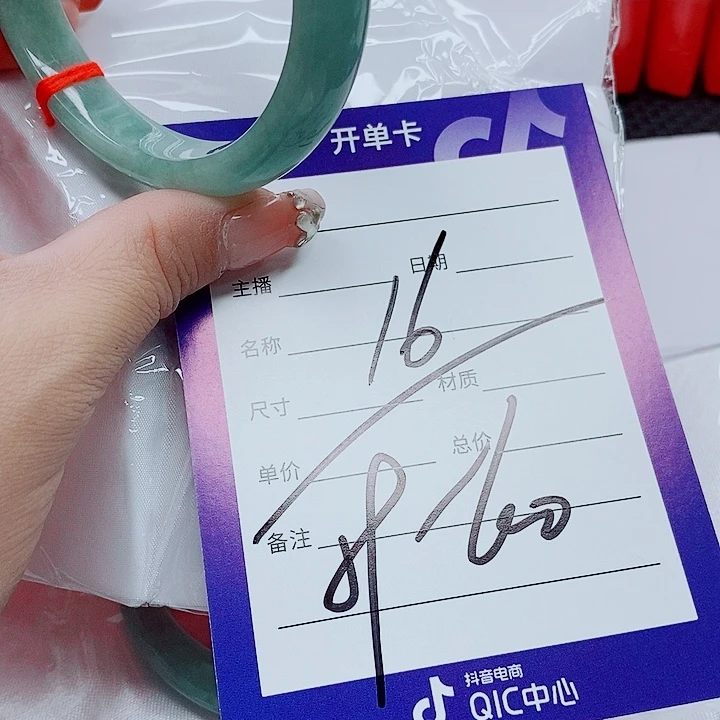 开单卡
主播 日期
16
名称
尺寸 材质
单价 总价
备注
抖音电商
QIC中心